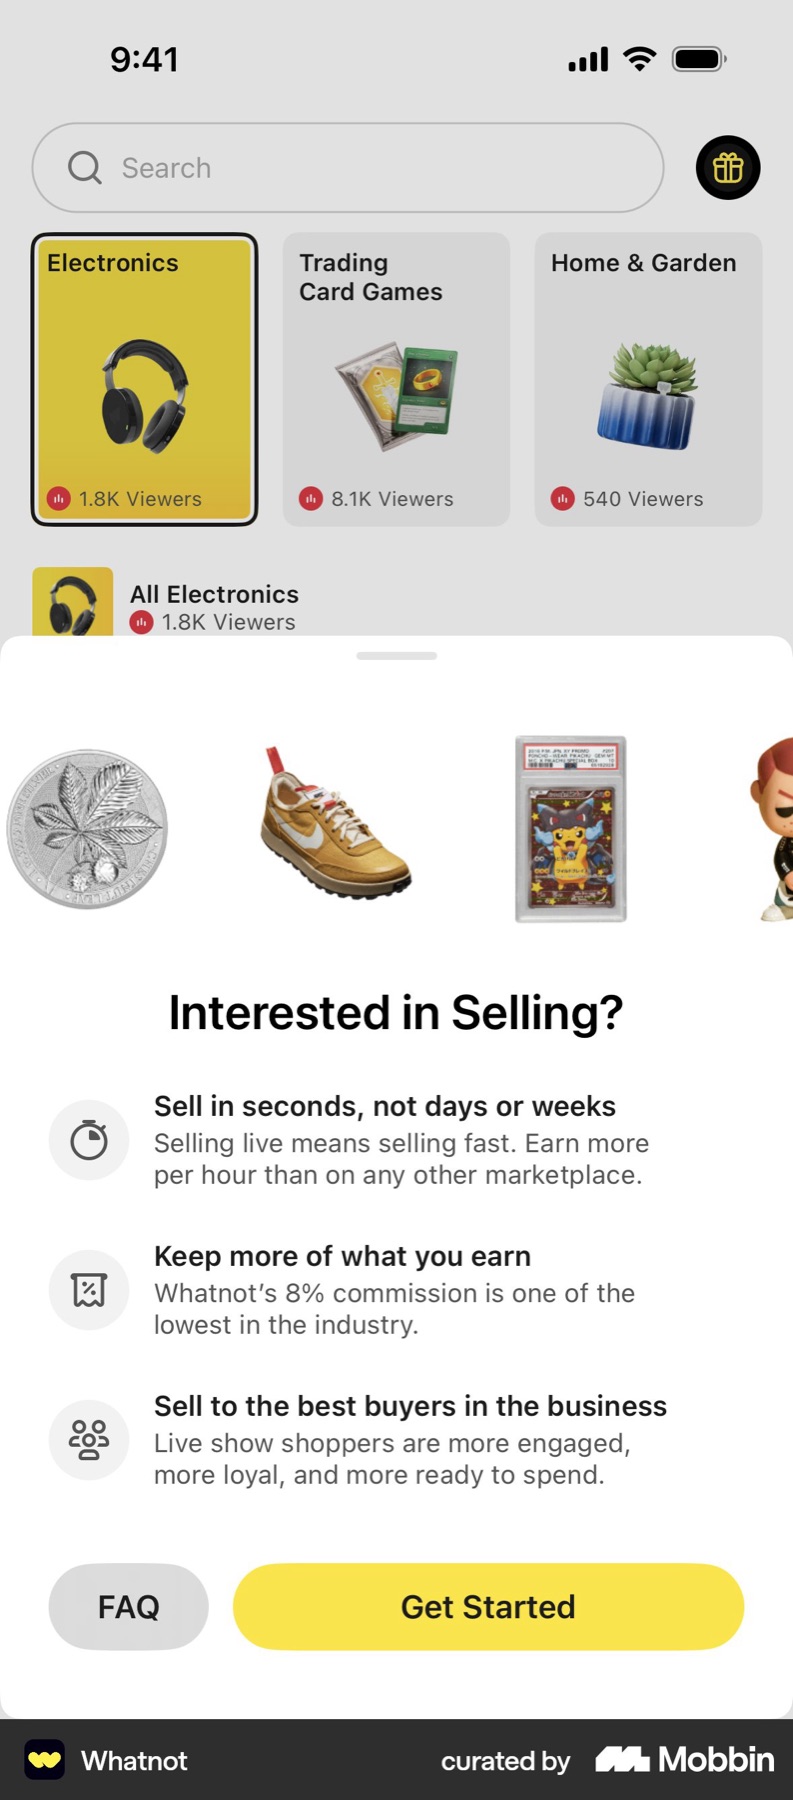 9:41
Search
Electronics
Trading
Card Games
Home & Garden
1.8K Viewers
8.1K Viewers
540 Viewers
All Electronics
1.8K Viewers
Interested in Selling?
Sell in seconds, not days or weeks
Selling live means selling fast. Earn more
per hour than on any other marketplace.
Keep more of what you earn
Whatnot’s 8% commission is one of the
lowest in the industry.
Sell to the best buyers in the business
Live show shoppers are more engaged,
more loyal, and more ready to spend.
FAQ
Get Started
Whatnot
curated by
Mobbin